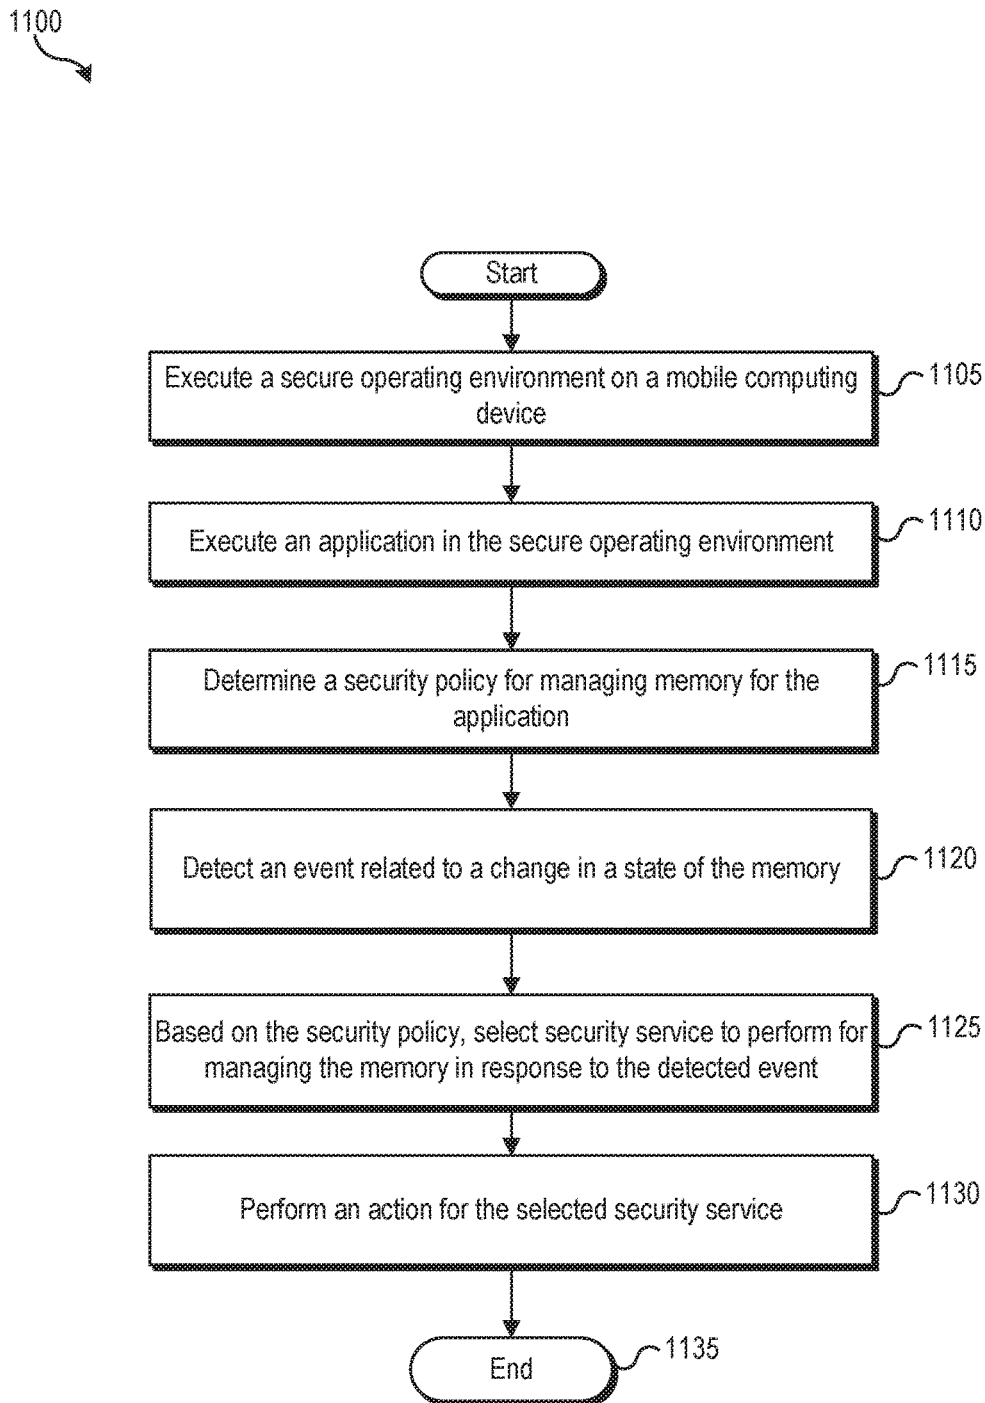 1100
Start
Execute a secure operating environment on a mobile computing
device
1105
Execute an application in the secure operating environment
1110
Determine a security policy for managing memory for the
application
1115
Detect an event related to a change in a state of the memory
1120
Based on the security policy, select security service to perform for
managing the memory in response to the detected event
1125
Perform an action for the selected security service
1130
End
1135